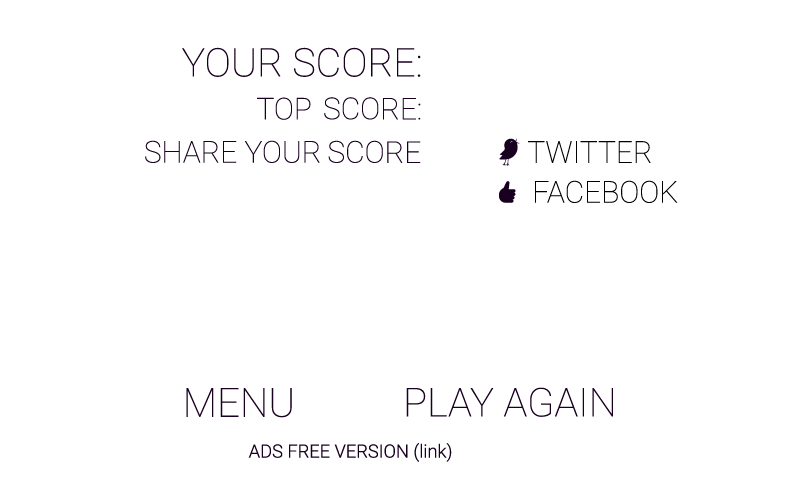 YOUR SCORE:
TOP SCORE:
SHARE YOUR SCORE TWITTER
FACEBOOK
MENU PLAY AGAIN
ADS FREE VERSION (link)